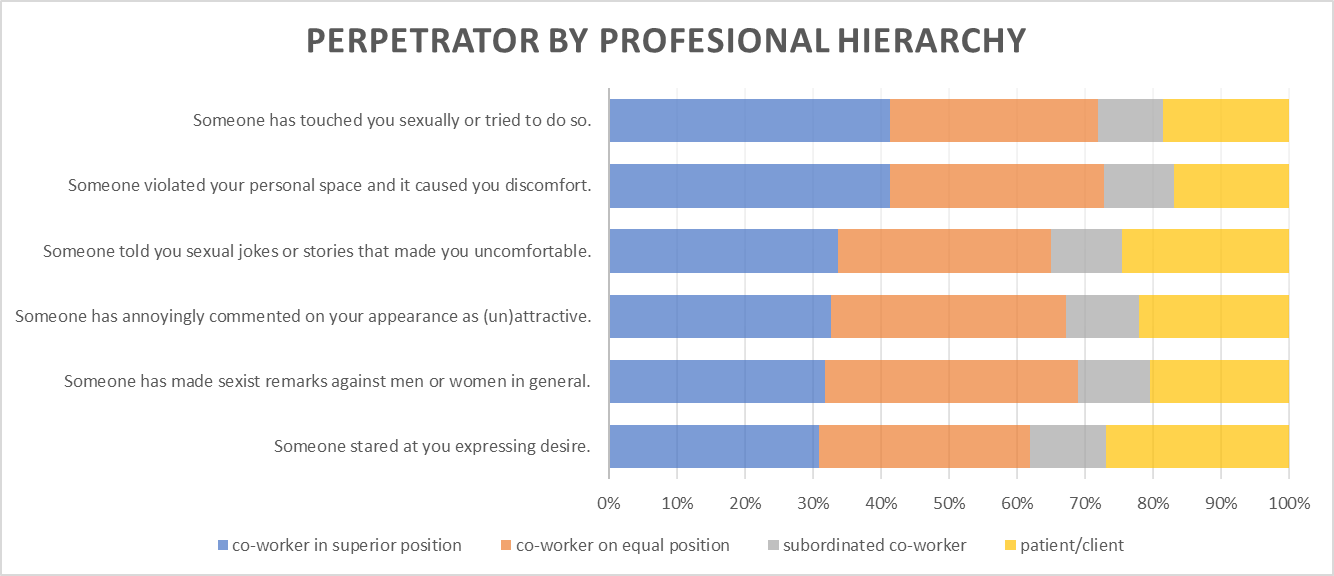 PERPETRATOR BY PROFESIONAL HIERARCHY
Someone has touched you sexually or tried to do so.
Someone violated your personal space and it caused you discomfort.
Someone told you sexual jokes or stories that made you uncomfortable.
Someone has annoyingly commented on your appearance as (un)attractive.
Someone has made sexist remarks against men or women in general.
Someone stared at you expressing desire.
0% 10% 20% 30% 40% 50% 60% 70% 80% 90% 100%
co-worker in superior position co-worker on equal position subordinated co-worker patient/client